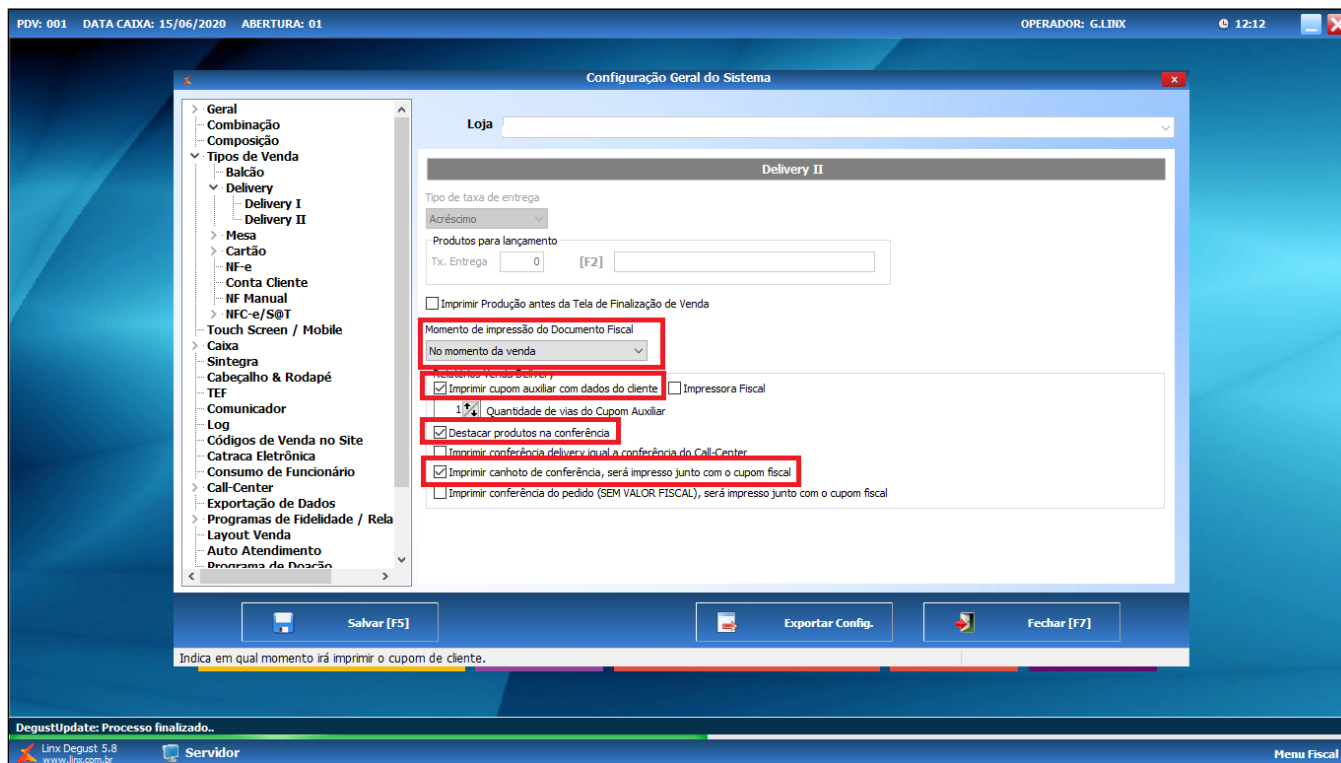 PDV: 001 DATA CAIXA: 15/06/2020 ABERTURA: 01 OPERADOR: G.LINX 12:12
Configuração Geral do Sistema
Geral
Combinação
Composição
Tipos de Venda
Balcão
Delivery
Delivery I
Delivery II
Mesa
Cartão
NF-e
Conta Cliente
NF Manual
NFC-e/S@T
Touch Screen / Mobile
Caixa
Sintegra
Cabeçalho & Rodapé
TEF
Comunicador
Log
Códigos de Venda no Site
Catraca Eletrônica
Consumo de Funcionário
Call-Center
Exportação de Dados
Programas de Fidelidade / Rela
Layout Venda
Auto Atendimento
Programa de Doação
Loja
Delivery II
Tipo de taxa de entrega
Acréscimo
Produtos para lançamento
Tx. Entrega 0 [F2]
Imprimir Produção antes da Tela de Finalização de Venda
Momento de impressão do Documento Fiscal
No momento da venda
Relatórios Venda Delivery
Imprimir cupom auxiliar com dados do cliente Impressora Fiscal
1 Quantidade de vias do Cupom Auxiliar
Destacar produtos na conferência
Imprimir conferência delivery igual a conferência do Call-Center
Imprimir canhoto de conferência, será impresso junto com o cupom fiscal
Imprimir conferência do pedido (SEM VALOR FISCAL), será impresso junto com o cupom fiscal
Salvar [F5] Exportar Config. Fechar [F7]
Indica em qual momento irá imprimir o cupom de cliente.
DegustUpdate: Processo finalizado..
Linx Degust 5.8
www.linx.com.br
Servidor
Menu Fiscal